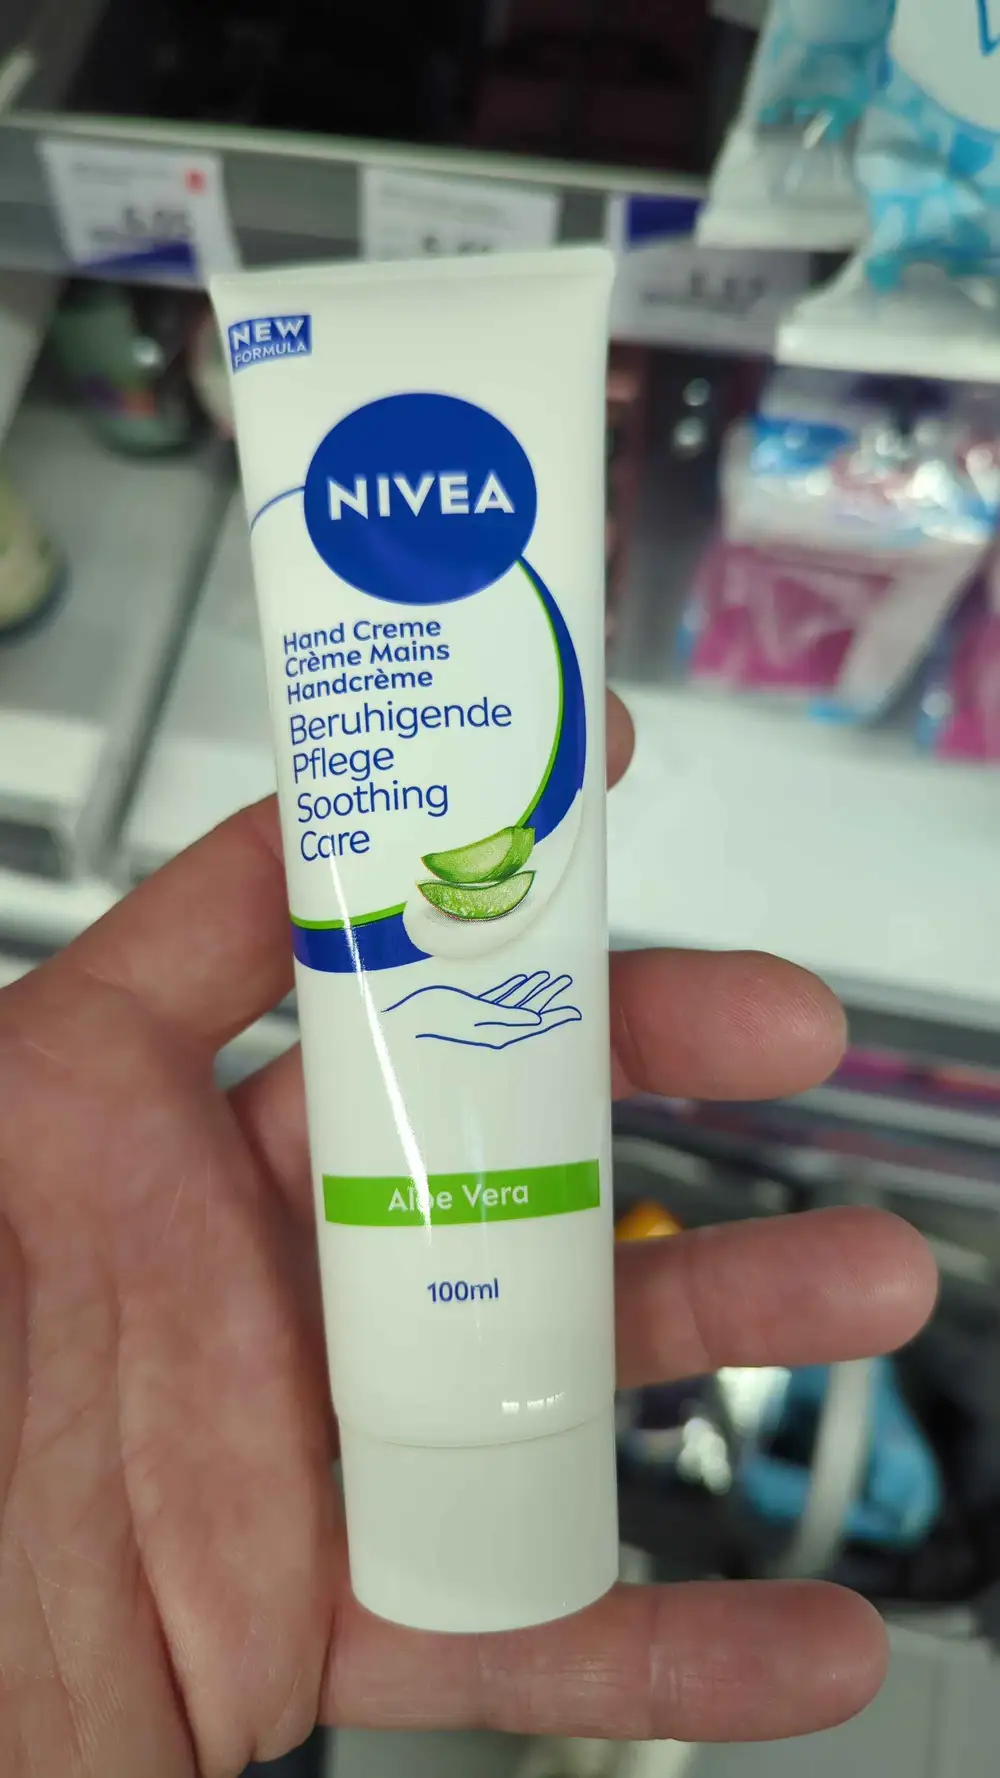 NEW
FORMULA
NIVEA
Hand Creme
Crème Mains
Handcrème
Beruhigende
Pflege
Soothing
Care
Aloe Vera
100ml